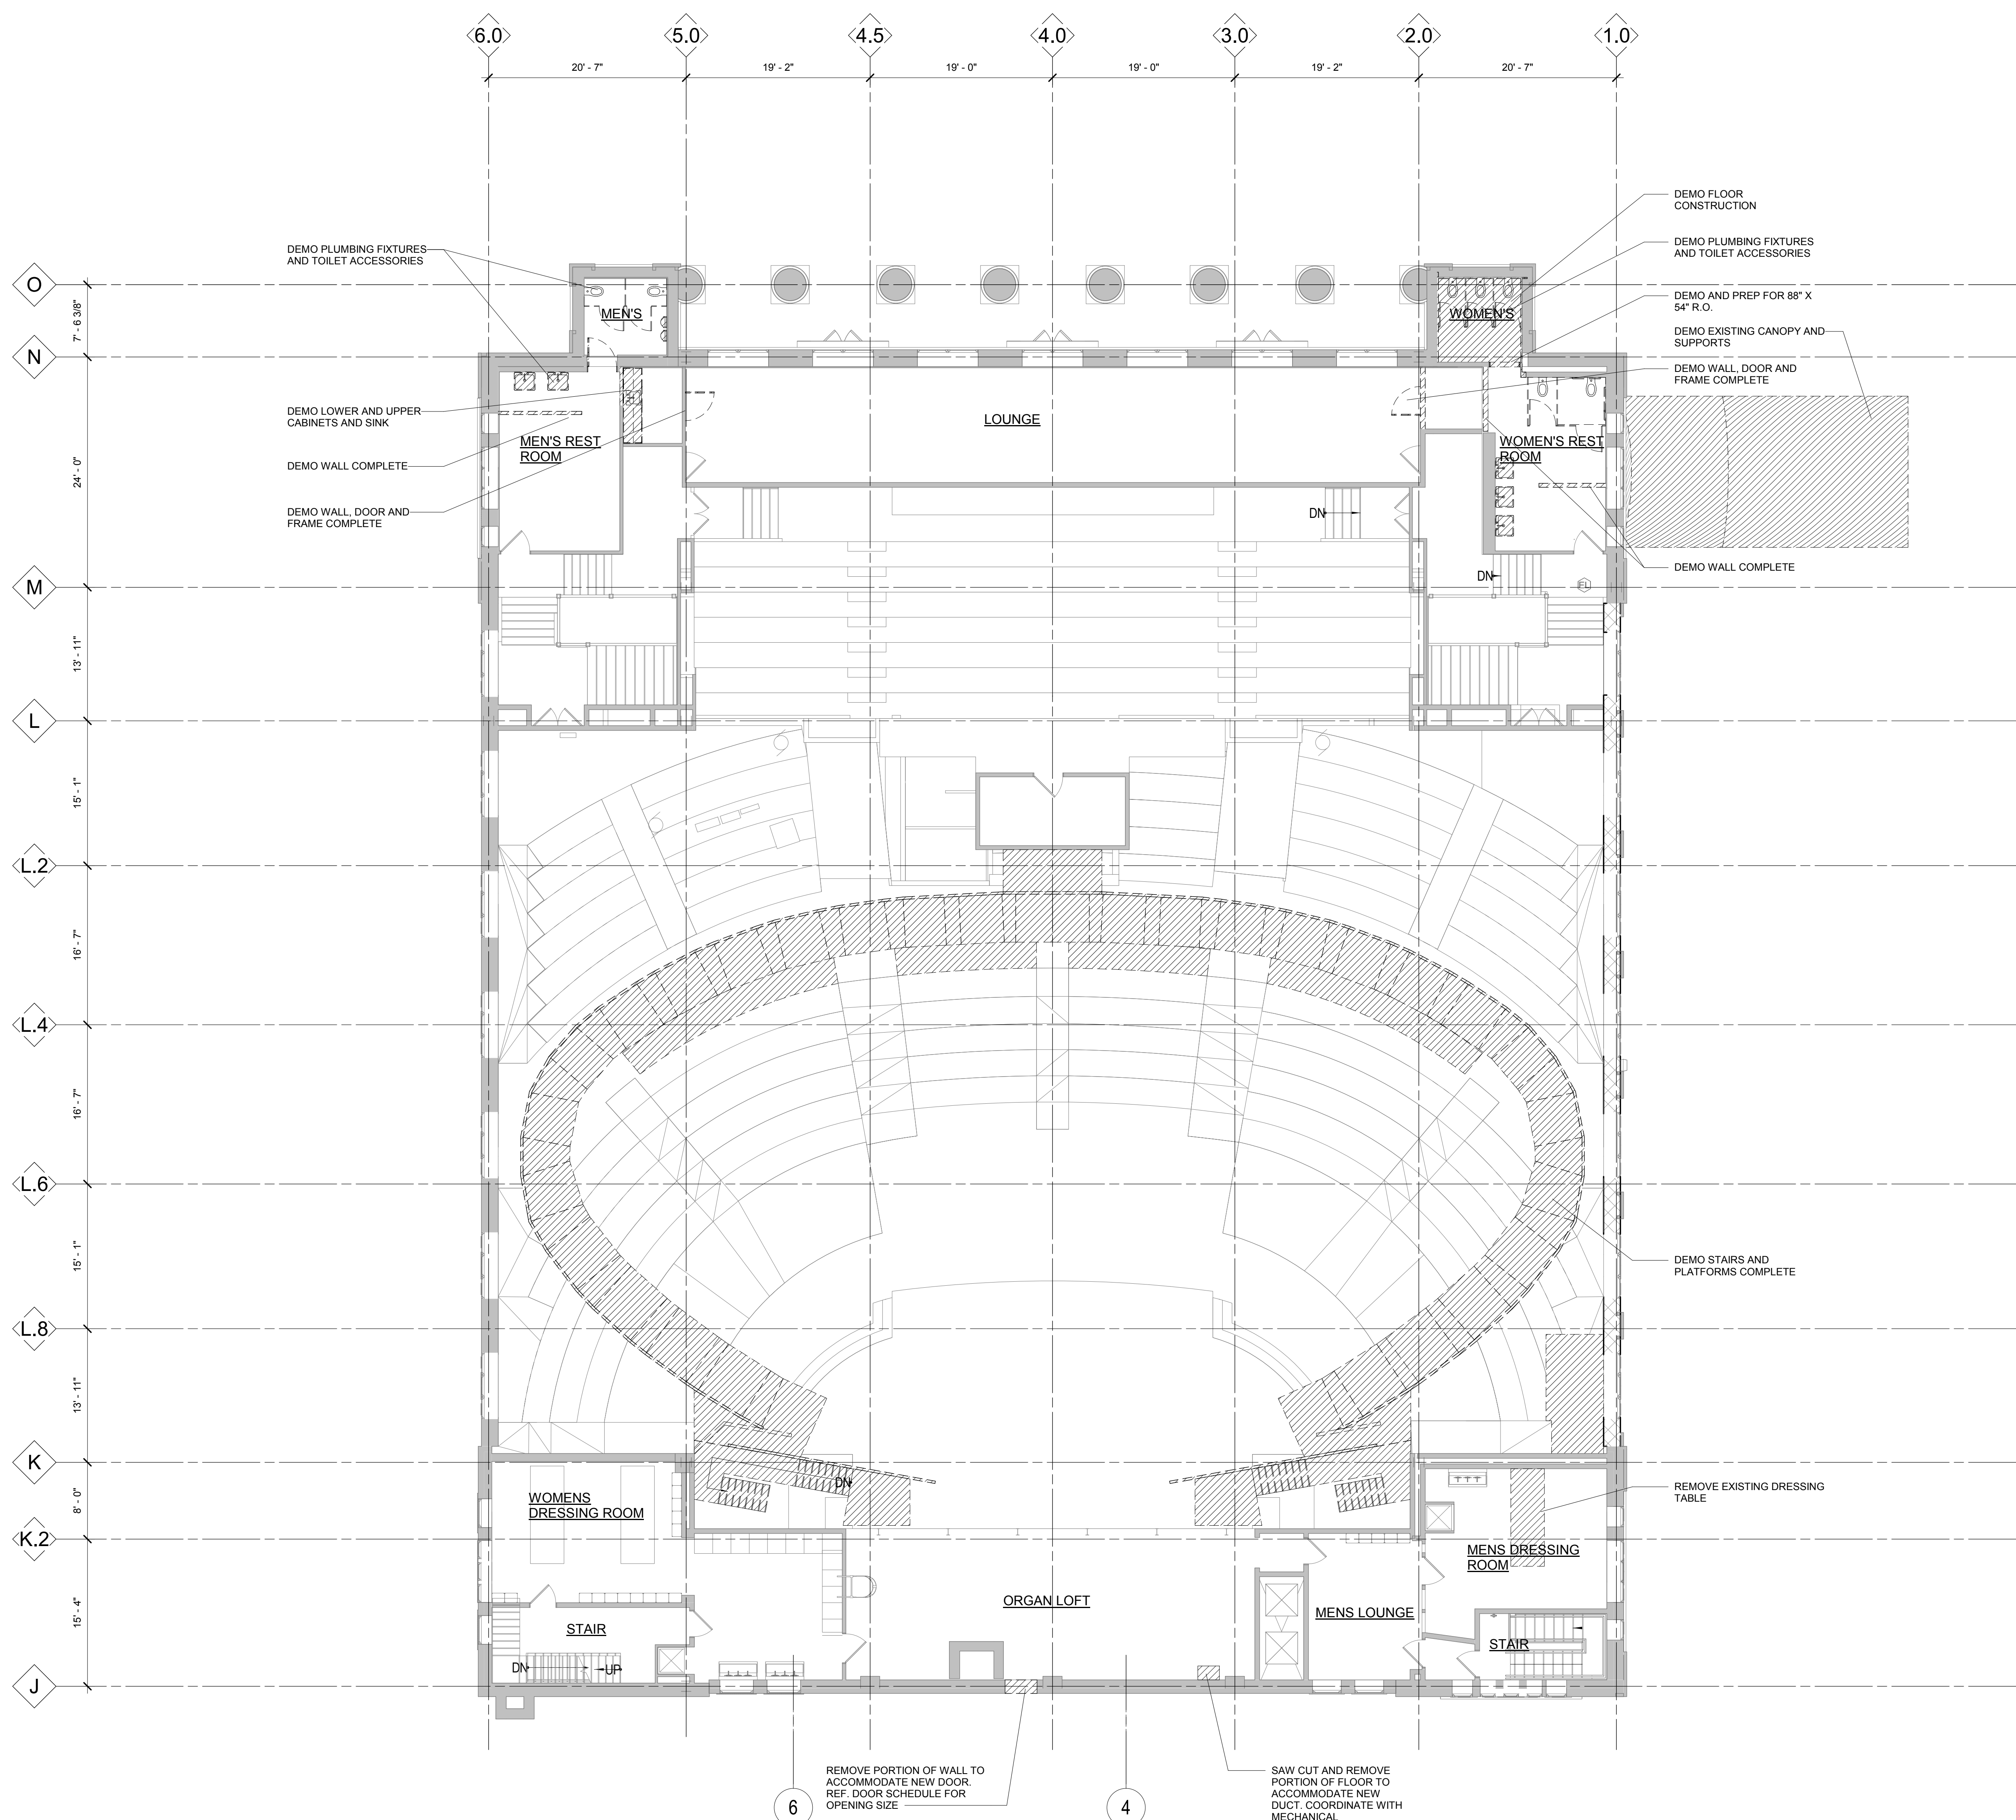 6.0 5.0 4.5 4.0 3.0 2.0 1.0
20' - 7" 19' - 2" 19' - 0" 19' - 0" 19' - 2" 20' - 7"
DEMO FLOOR
CONSTRUCTION
DEMO PLUMBING FIXTURES
AND TOILET ACCESSORIES
DEMO PLUMBING FIXTURES
AND TOILET ACCESSORIES
O
7' - 6 3/8"
MEN'S
WOMEN'S
DEMO AND PREP FOR 88" X
54" R.O.
DEMO EXISTING CANOPY AND
SUPPORTS
N
DEMO WALL, DOOR AND
FRAME COMPLETE
DEMO LOWER AND UPPER
CABINETS AND SINK
LOUNGE
MEN'S REST
ROOM
WOMEN'S REST
ROOM
DEMO WALL COMPLETE
24' - 0"
DEMO WALL, DOOR AND
FRAME COMPLETE
DN
DEMO WALL COMPLETE
DN
FL
M
13' - 11"
L
15' - 1"
L.2
16' - 7"
L.4
16' - 7"
L.6
15' - 1"
DEMO STAIRS AND
PLATFORMS COMPLETE
L.8
13' - 11"
K
DN
8' - 0"
WOMENS
DRESSING ROOM
REMOVE EXISTING DRESSING
TABLE
K.2
MENS DRESSING
ROOM
15' - 4"
ORGAN LOFT
MENS LOUNGE
STAIR
STAIR
DN
UP
J
REMOVE PORTION OF WALL TO
ACCOMMODATE NEW DOOR.
REF. DOOR SCHEDULE FOR
OPENING SIZE
SAW CUT AND REMOVE
PORTION OF FLOOR TO
ACCOMMODATE NEW
DUCT. COORDINATE WITH
MECHANICAL
6
4